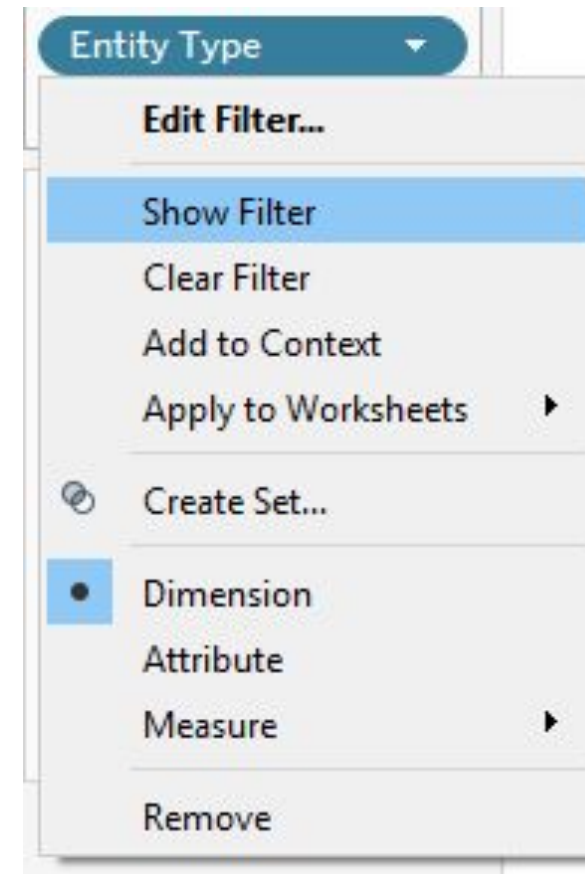 Entity Type
Edit Filter...
Show Filter
Clear Filter
Add to Context
Apply to Worksheets
Create Set...
Dimension
Attribute
Measure
Remove